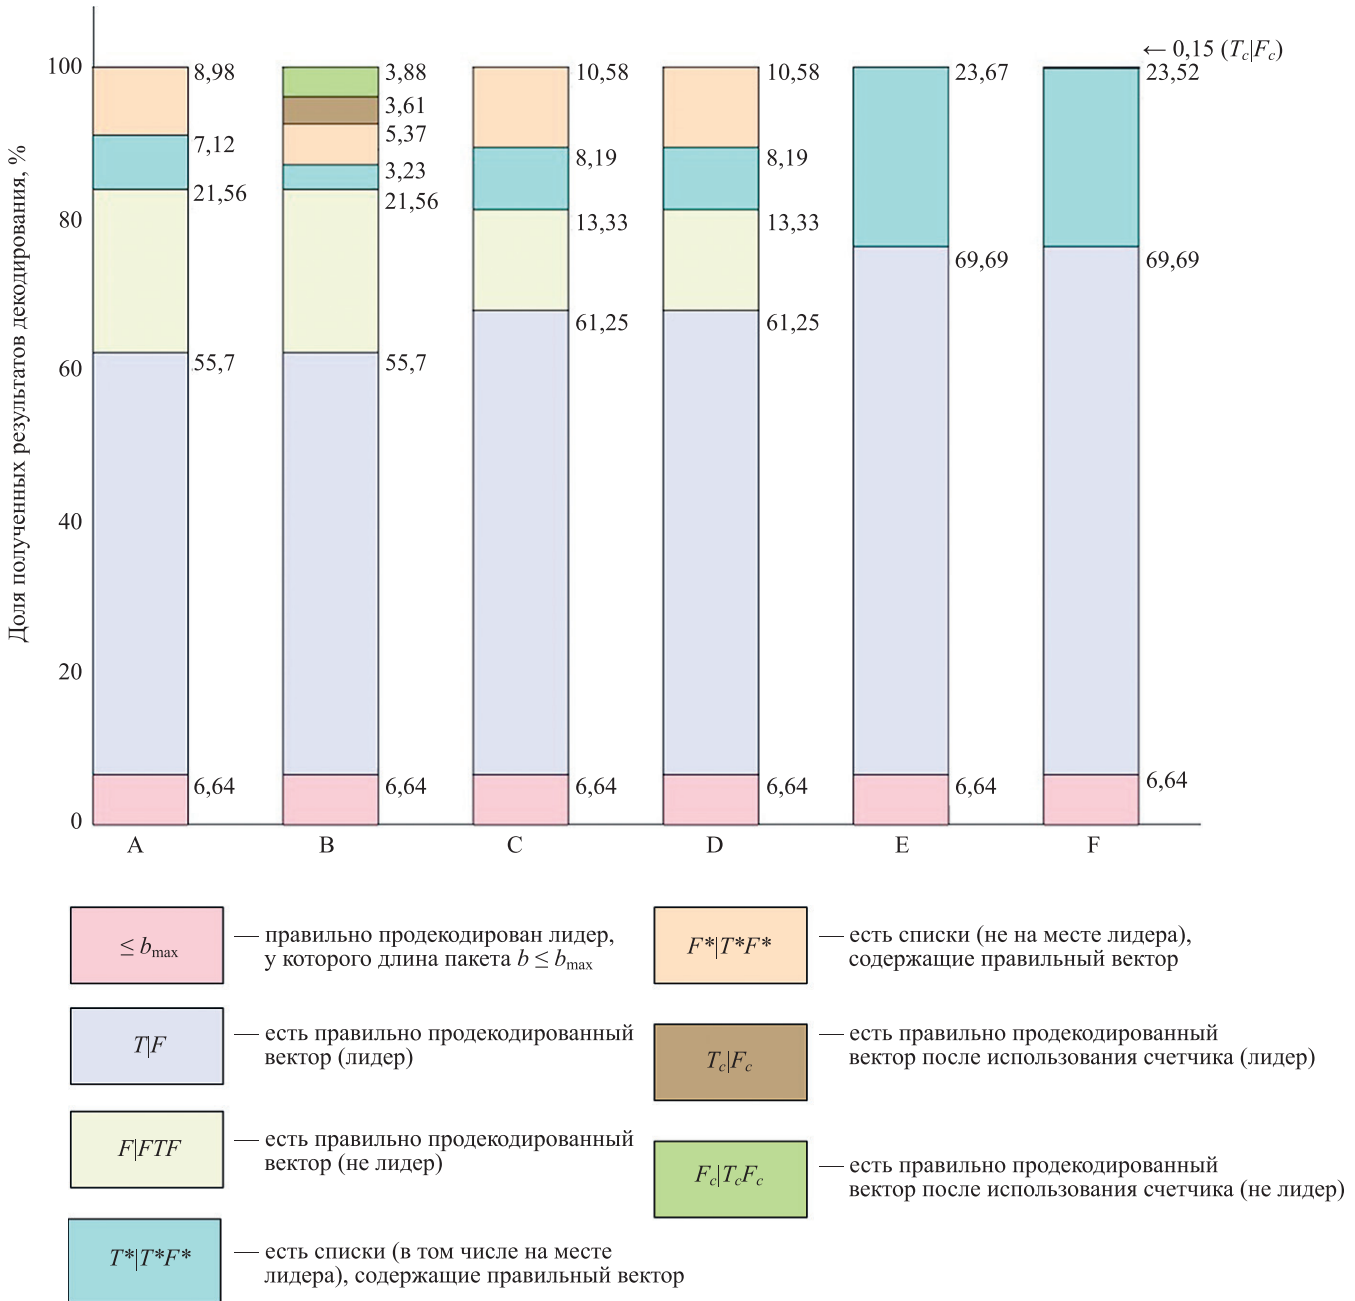 ← 0,15 (Tc|Fc)
Доля полученных результатов декодирования, %
100
80
60
40
20
0
8,98
7,12
21,56
55,7
6,64
3,88
3,61
5,37
3,23
21,56
55,7
6,64
10,58
8,19
13,33
61,25
6,64
10,58
8,19
13,33
61,25
6,64
23,67
69,69
6,64
23,52
69,69
6,64
A B C D E F
≤ bmax
— правильно продекодирован лидер,
у которого длина пакета b ≤ bmax
T|F
— есть правильно продекодированный
вектор (лидер)
F|FTF
— есть правильно продекодированный
вектор (не лидер)
T*|T*F*
— есть списки (в том числе на месте
лидера), содержащие правильный вектор
F*|T*F*
— есть списки (не на месте лидера),
содержащие правильный вектор
Tc|Fc
— есть правильно продекодированный
вектор после использования счетчика (лидер)
Fc|TcFc
— есть правильно продекодированный
вектор после использования счетчика (не лидер)